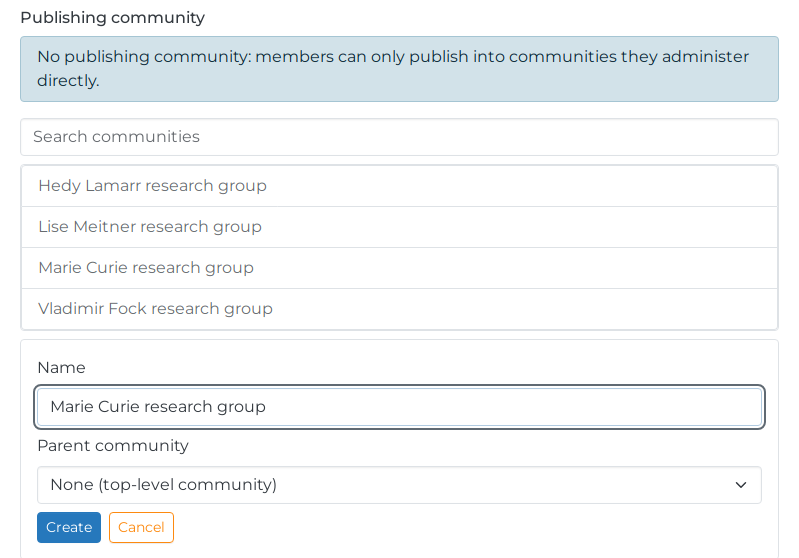 Publishing community
No publishing community: members can only publish into communities they administer
directly.
Search communities
Hedy Lamarr research group
Lise Meitner research group
Marie Curie research group
Vladimir Fock research group
Name
Marie Curie research group
Parent community
None (top-level community)
Create
Cancel